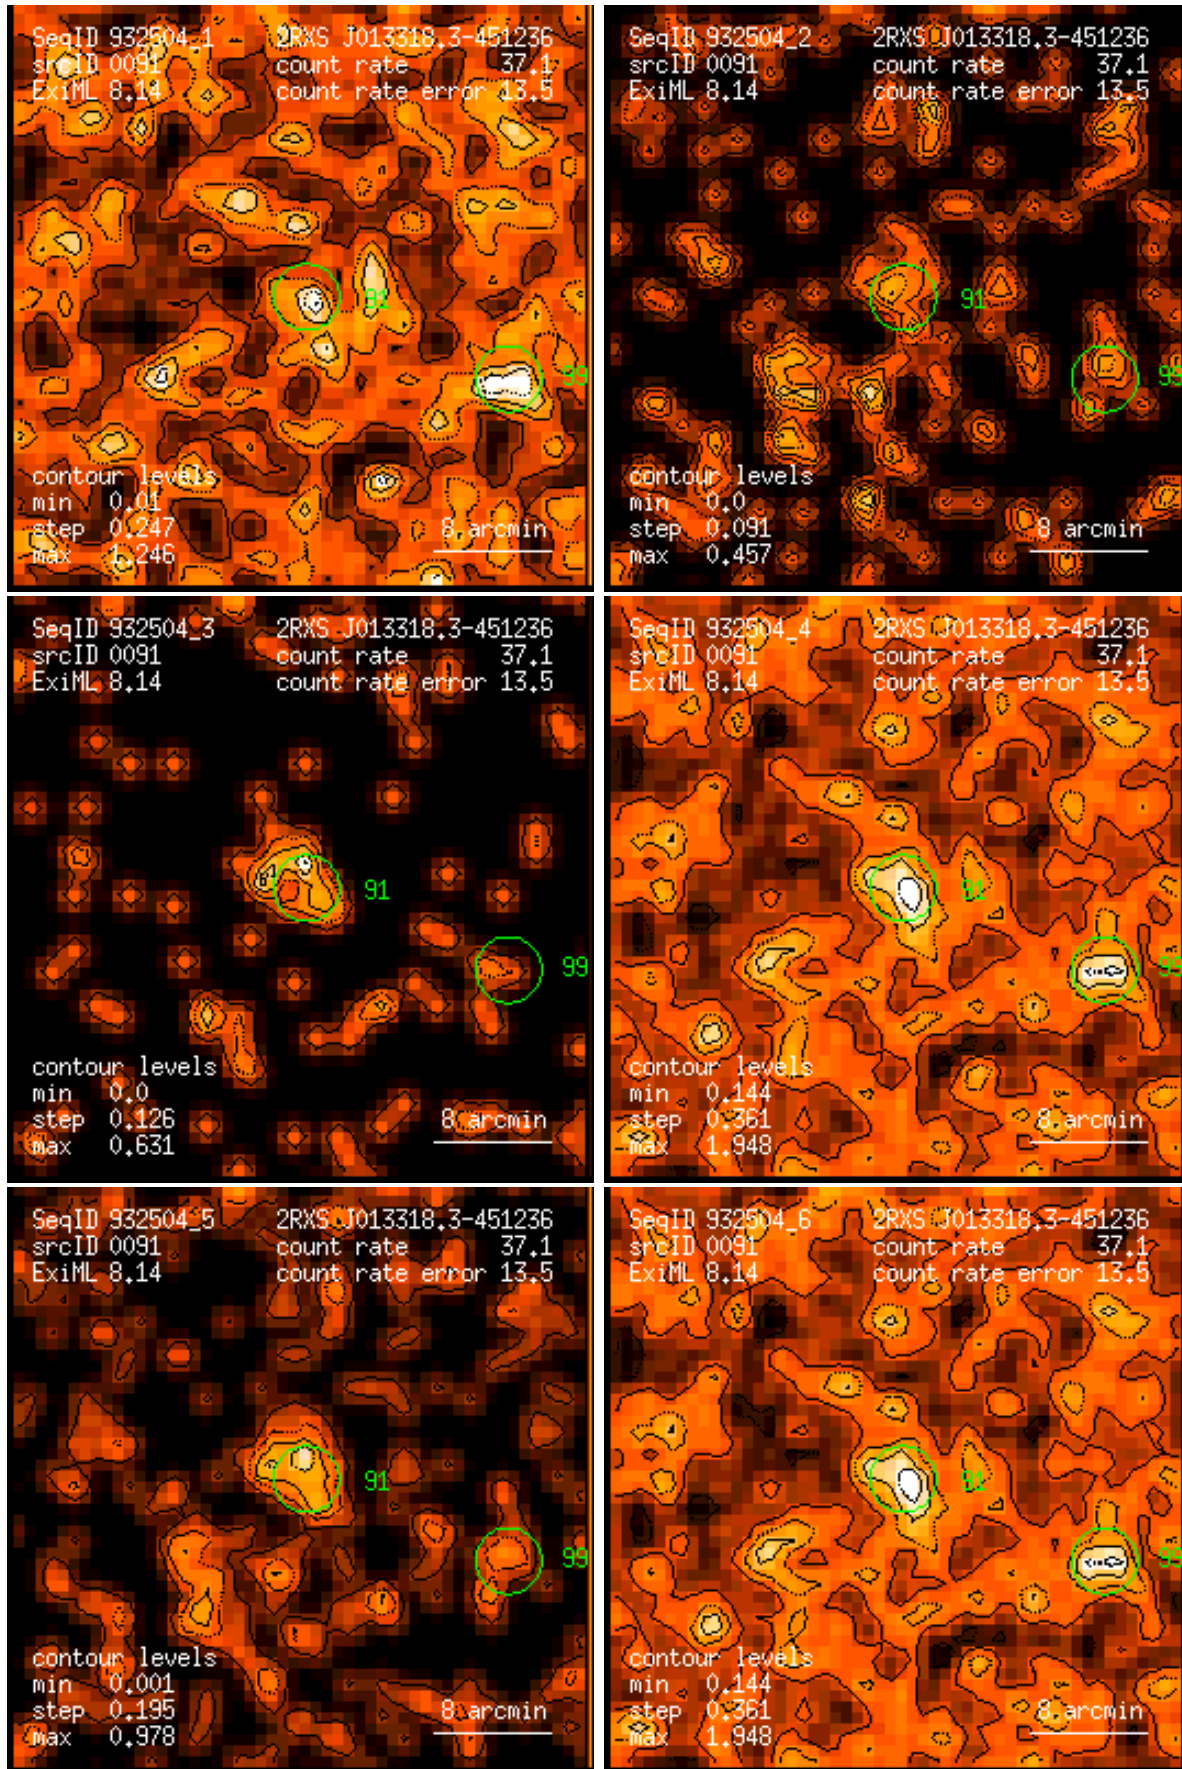 SeqID 932504_1 2RXS J013318.3-451236
srcID 0091 count rate 37.1
ExiML 8.14 count rate error 13.5
91
99
contour levels
min 0.01
step 0.247 8 arcmin
max 1.246
SeqID 932504_2 2RXS J013318.3-451236
srcID 0091 count rate 37.1
ExiML 8.14 count rate error 13.5
91
99
contour levels
min 0.0
step 0.091 8 arcmin
max 0.457
SeqID 932504_3 2RXS J013318.3-451236
srcID 0091 count rate 37.1
ExiML 8.14 count rate error 13.5
91
99
contour levels
min 0.0
step 0.126 8 arcmin
max 0.631
SeqID 932504_4 2RXS J013318.3-451236
srcID 0091 count rate 37.1
ExiML 8.14 count rate error 13.5
91
99
contour levels
min 0.144
step 0.361 8 arcmin
max 1.948
SeqID 932504_5 2RXS J013318.3-451236
srcID 0091 count rate 37.1
ExiML 8.14 count rate error 13.5
91
99
contour levels
min 0.001
step 0.195 8 arcmin
max 0.978
SeqID 932504_6 2RXS J013318.3-451236
srcID 0091 count rate 37.1
ExiML 8.14 count rate error 13.5
91
99
contour levels
min 0.144
step 0.361 8 arcmin
max 1.948